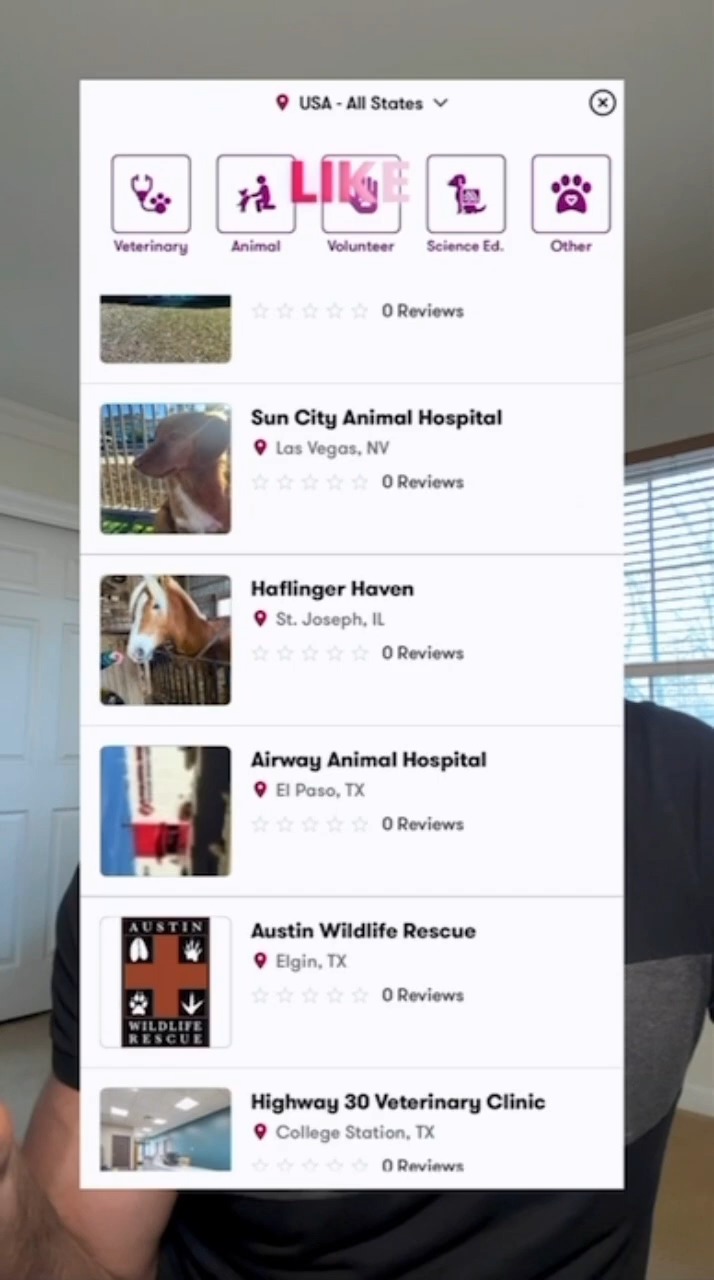 USA - All States
LIKE
Veterinary
Animal
Volunteer
Science Ed.
Other
0 Reviews
Sun City Animal Hospital
Las Vegas, NV
0 Reviews
Haflinger Haven
St. Joseph, IL
0 Reviews
Airway Animal Hospital
El Paso, TX
0 Reviews
AUSTIN
WILDLIFE
RESCUE
Austin Wildlife Rescue
Elgin, TX
0 Reviews
Highway 30 Veterinary Clinic
College Station, TX
0 Reviews